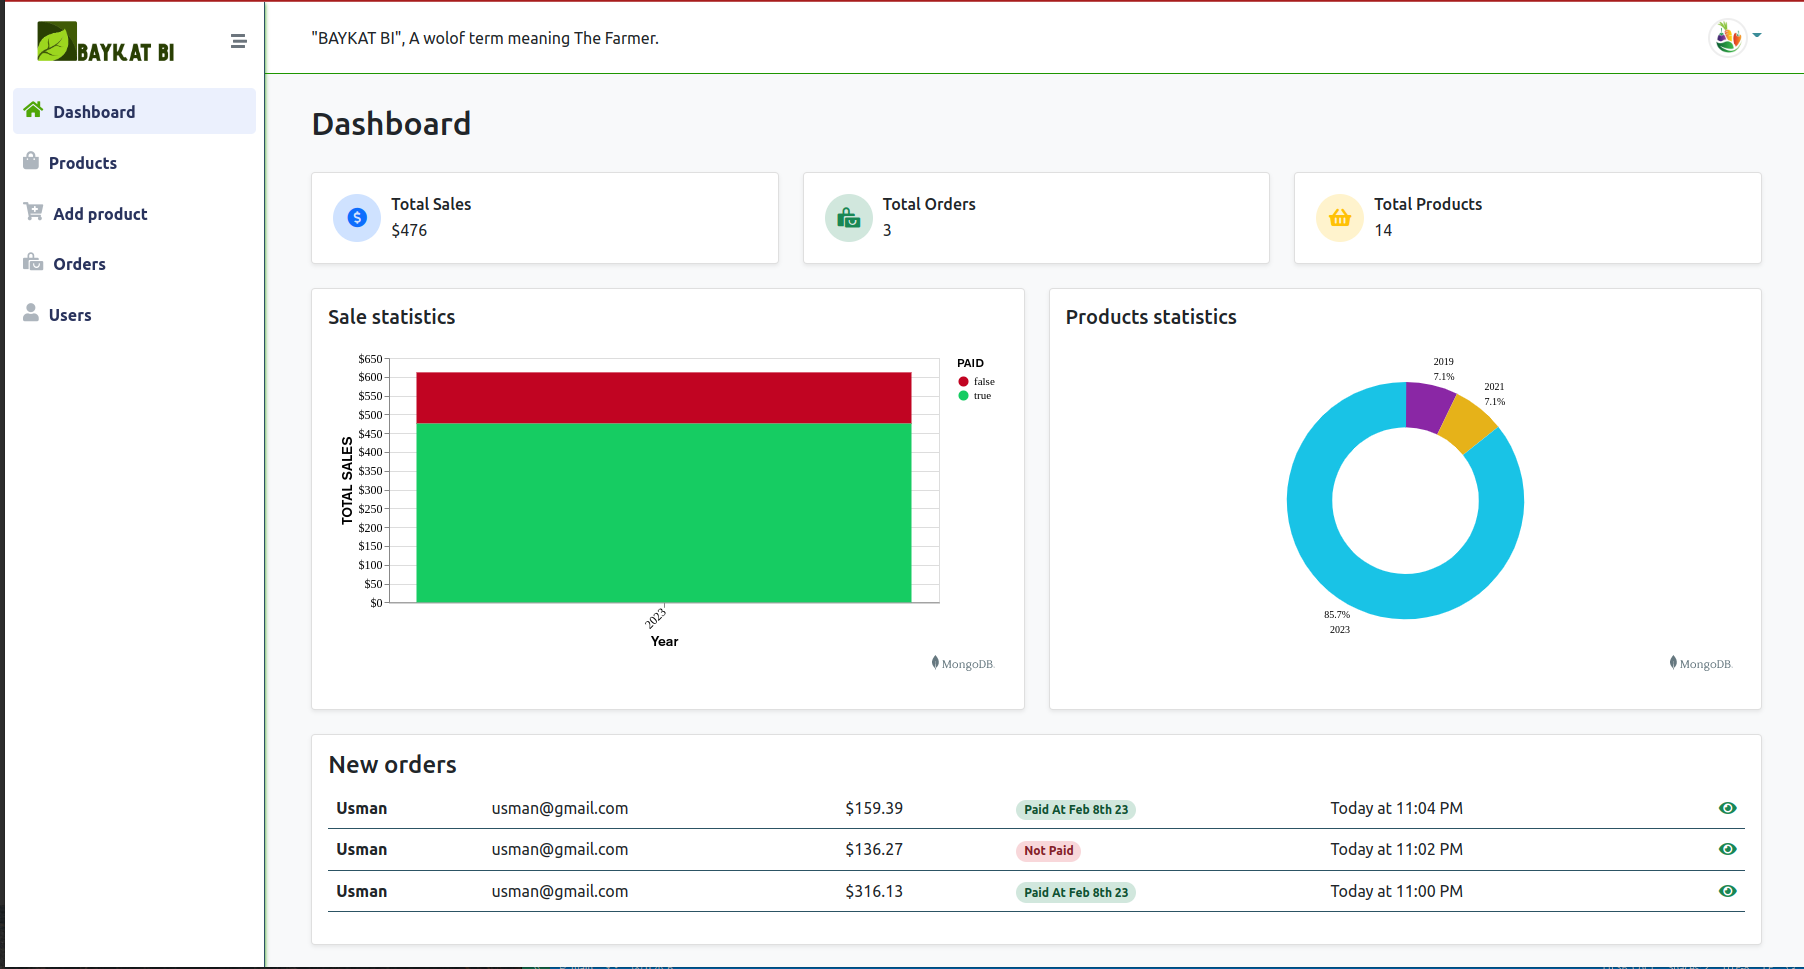 BAYKAT BI
"BAYKAT BI", A wolof term meaning The Farmer.
Dashboard
Products
Add product
Orders
Users
Dashboard
Total Sales
$476
Total Orders
3
Total Products
14
Sale statistics
$650
$600
$550
$500
$450
$400
$350
$300
$250
$200
$150
$100
$50
$0
TOTAL SALES
2023
Year
PAID
false
true
MongoDB.
Products statistics
2019
7.1%
2021
7.1%
85.7%
2023
MongoDB.
New orders
Usman usman@gmail.com $159.39 Paid At Feb 8th 23 Today at 11:04 PM
Usman usman@gmail.com $136.27 Not Paid Today at 11:02 PM
Usman usman@gmail.com $316.13 Paid At Feb 8th 23 Today at 11:00 PM